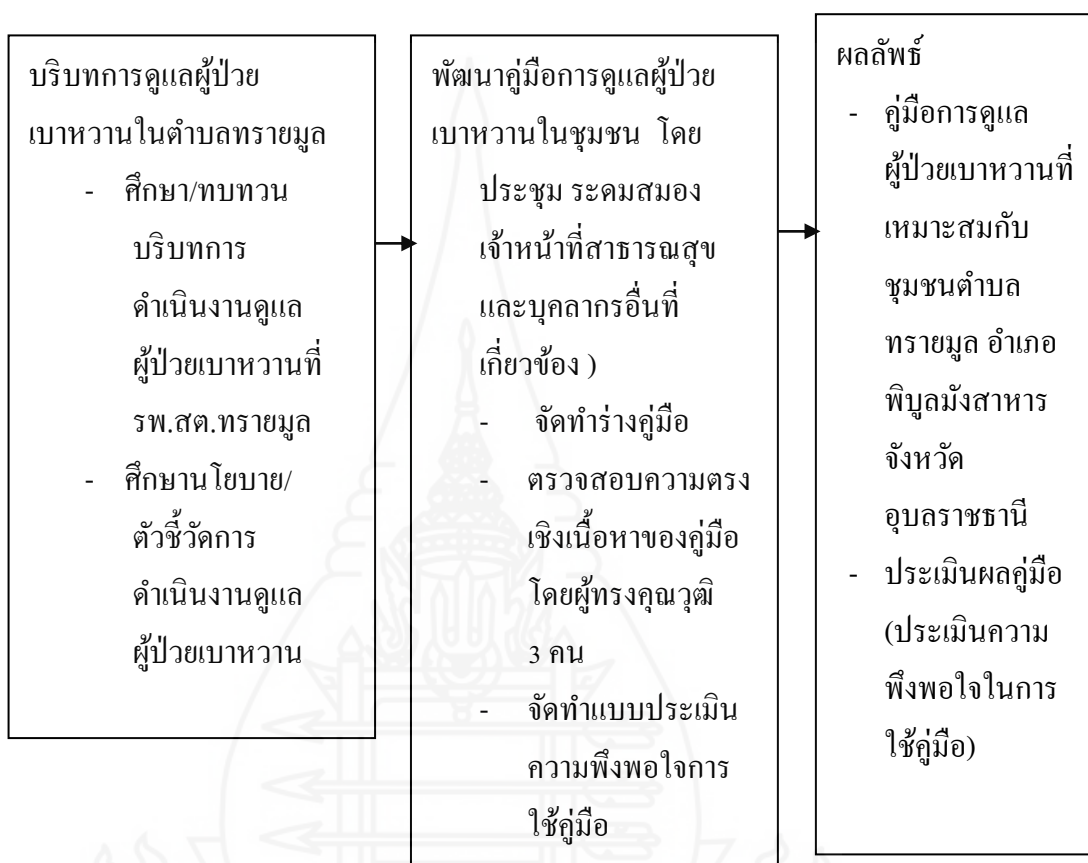 บริบทการดูแลผู้ป่วย
เบาหวานในตำบลทรายมูล
- ศึกษา/ทบทวน
บริบทการ
ดำเนินงานดูแล
ผู้ป่วยเบาหวานที่
รพ.สต.ทรายมูล
- ศึกษานโยบาย/
ตัวชี้วัดการ
ดำเนินงานดูแล
ผู้ป่วยเบาหวาน
พัฒนาคู่มือการดูแลผู้ป่วย
เบาหวานในชุมชน โดย
ประชุม ระดมสมอง
เจ้าหน้าที่สาธารณสุข
และบุคลากรอื่นที่
เกี่ยวข้อง )
- จัดทำร่างคู่มือ
- ตรวจสอบความตรง
เชิงเนื้อหาของคู่มือ
โดยผู้ทรงคุณวุฒิ
3 คน
- จัดทำแบบประเมิน
ความพึงพอใจการ
ใช้คู่มือ
ผลลัพธ์
- คู่มือการดูแล
ผู้ป่วยเบาหวานที่
เหมาะสมกับ
ชุมชนตำบล
ทรายมูล อำเภอ
พิบูลมังสาหาร
จังหวัด
อุบลราชธานี
- ประเมินผลคู่มือ
(ประเมินความ
พึงพอใจในการ
ใช้คู่มือ)